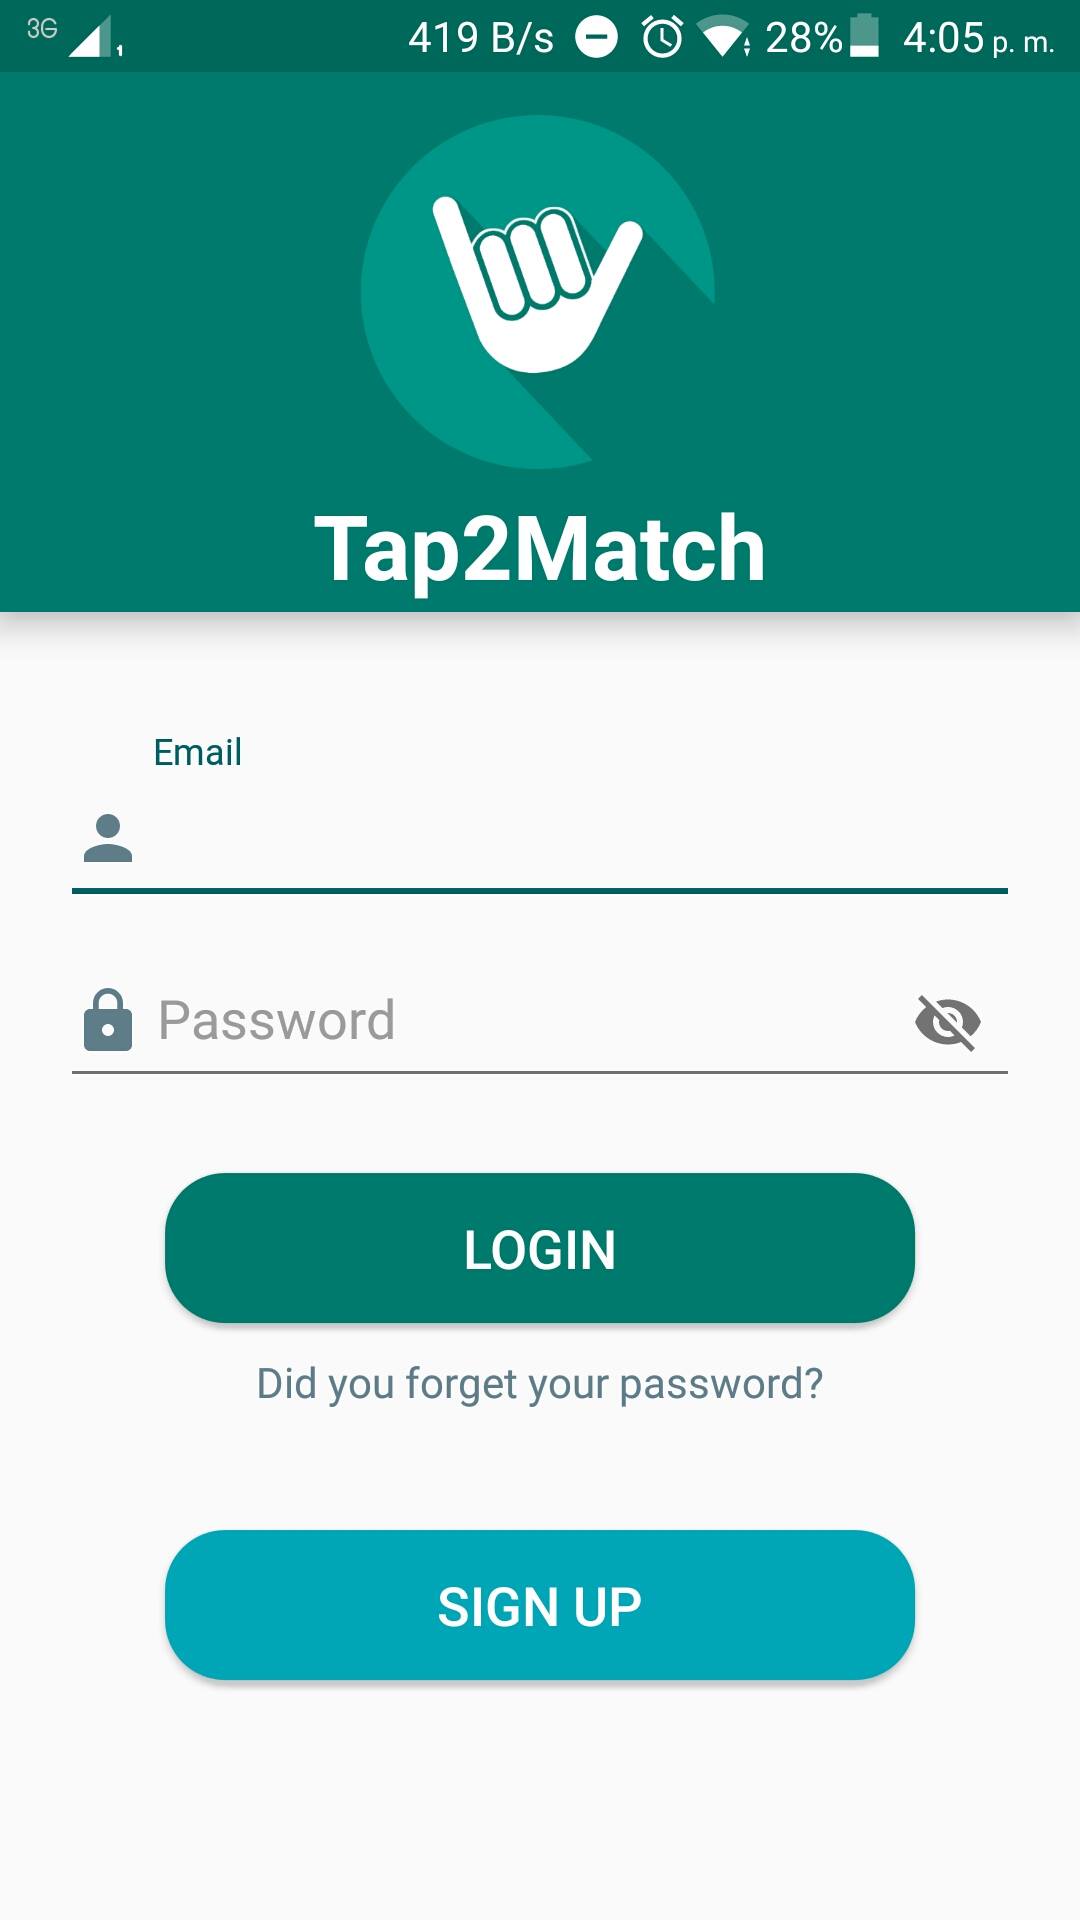 3G 1 419 B/s 28% 4:05 p. m.
Tap2Match
Email
Password
LOGIN
Did you forget your password?
SIGN UP